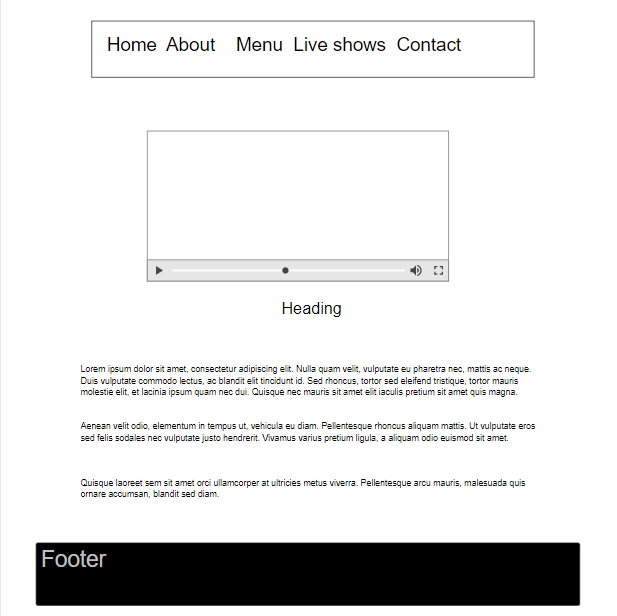 Home About Menu Live shows Contact
Heading
Lorem ipsum dolor sit amet, consectetur adipiscing elit. Nulla quam velit, vulputate eu pharetra nec, mattis ac neque.
Duis vulputate commodo lectus, ac blandit elit tincidunt id. Sed rhoncus, tortor sed eleifend tristique, tortor mauris
molestie elit, et lacinia ipsum quam nec dui. Quisque nec mauris sit amet elit iaculis pretium sit amet quis magna.
Aenean velit odio, elementum in tempus ut, vehicula eu diam. Pellentesque rhoncus aliquam mattis. Ut vulputate eros
sed felis sodales nec vulputate justo hendrerit. Vivamus varius pretium ligula, a aliquam odio euismod sit amet.
Quisque laoreet sem sit amet orci ullamcorper at ultricies metus viverra. Pellentesque arcu mauris, malesuada quis
ornare accumsan, blandit sed diam.
Footer